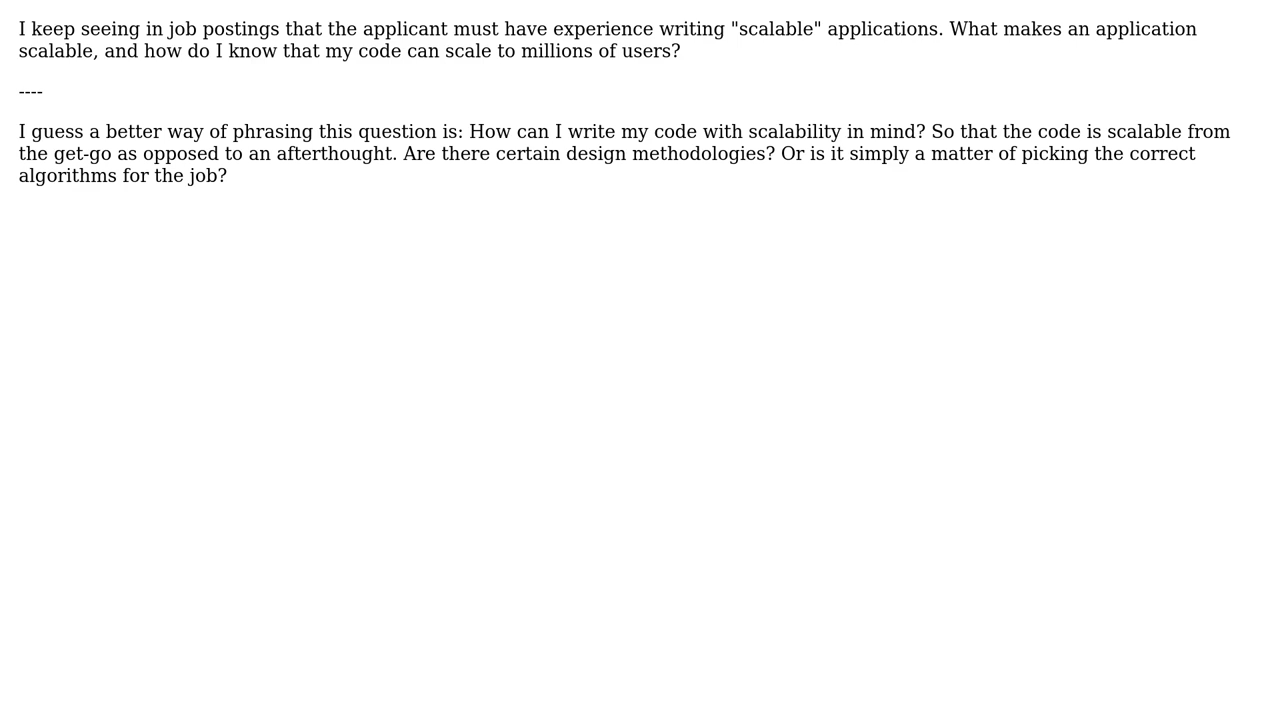 I keep seeing in job postings that the applicant must have experience writing "scalable" applications. What makes an application
scalable, and how do I know that my code can scale to millions of users?
----
I guess a better way of phrasing this question is: How can I write my code with scalability in mind? So that the code is scalable from
the get-go as opposed to an afterthought. Are there certain design methodologies? Or is it simply a matter of picking the correct
algorithms for the job?